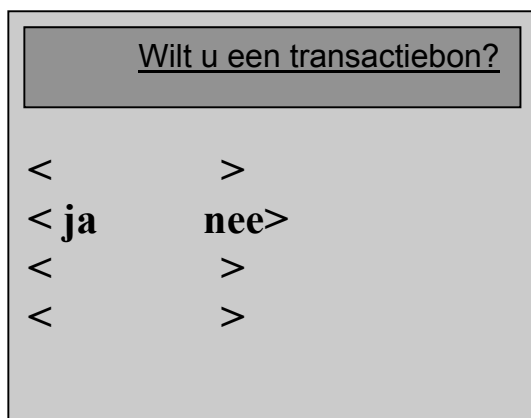 Wilt u een transactiebon?
< >
< ja nee>
< >
< >